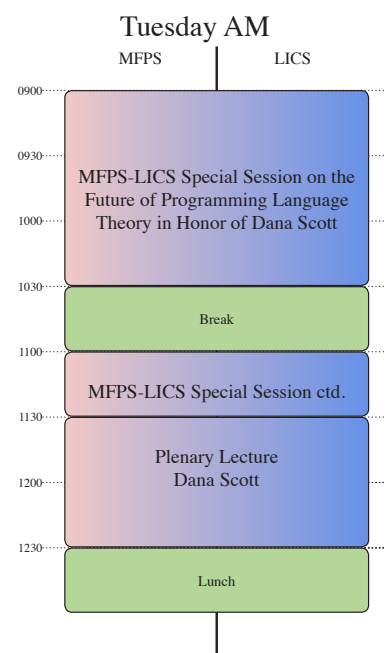 Tuesday AM
MFPS LICS
0900
0930
MFPS-LICS Special Session on the
Future of Programming Language
Theory in Honor of Dana Scott
1000
1030
Break
1100
MFPS-LICS Special Session ctd.
1130
Plenary Lecture
Dana Scott
1200
1230
Lunch